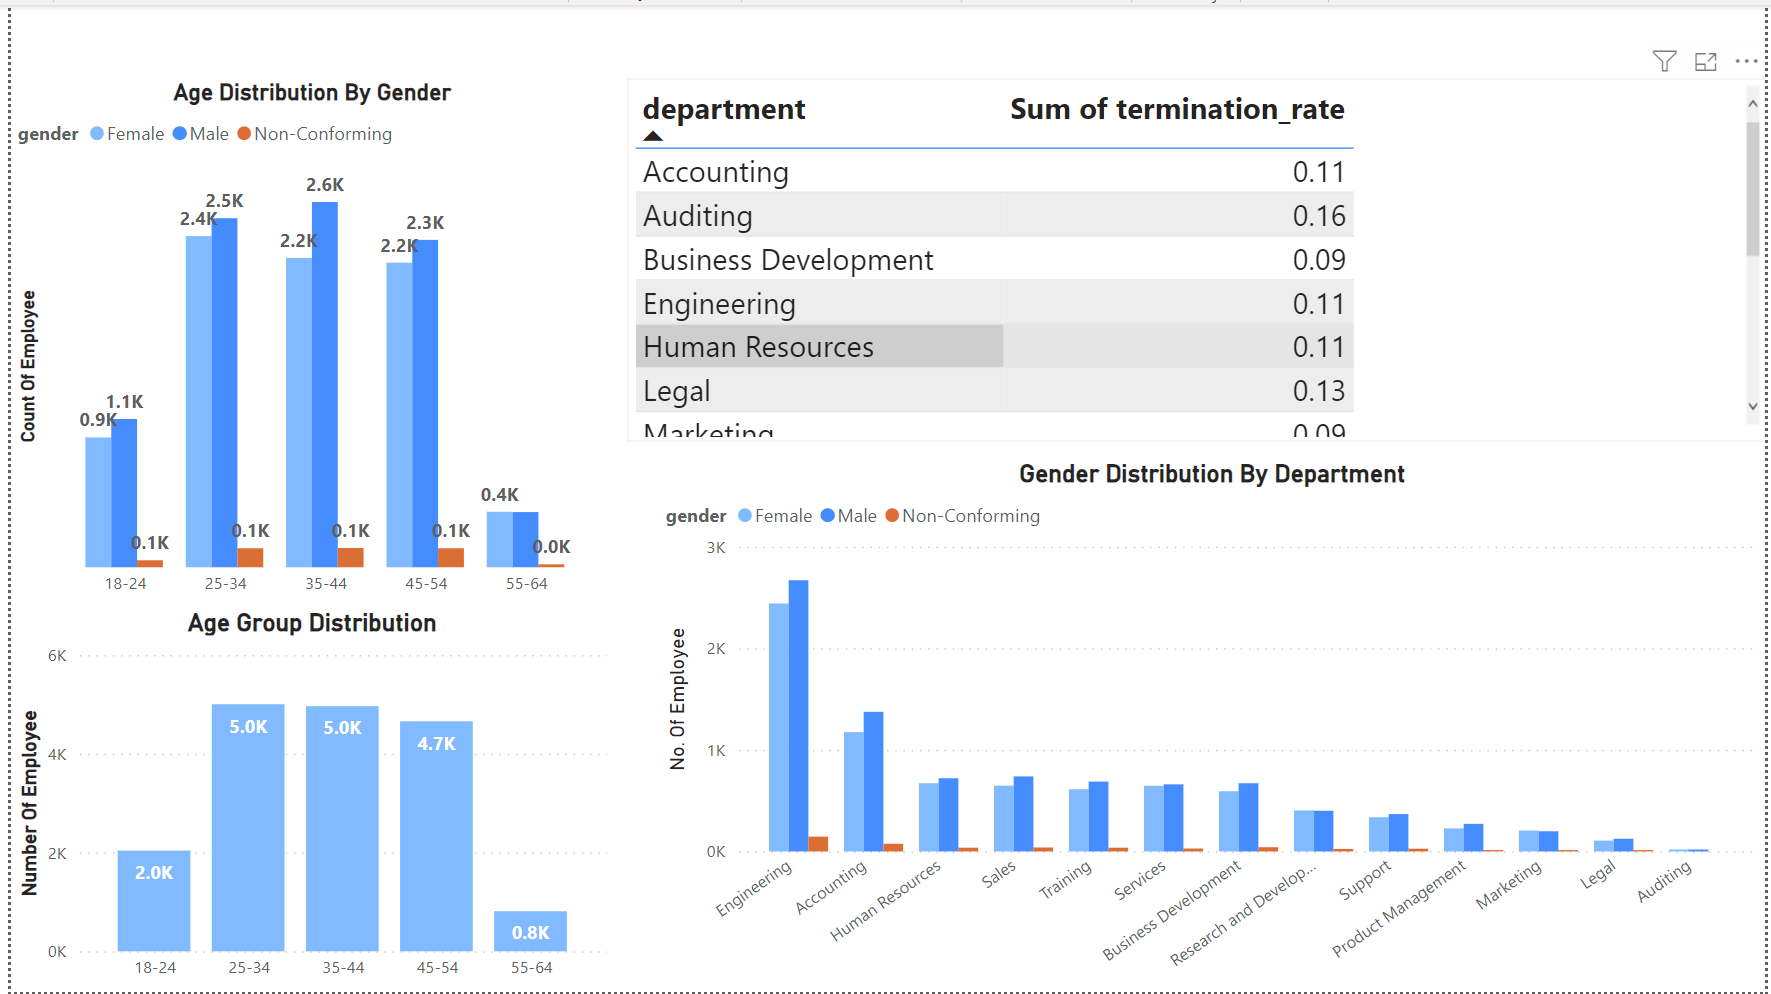 Age Distribution By Gender
gender Female Male Non-Conforming
Count Of Employee
0.9K 1.1K 0.1K
2.4K 2.5K 0.1K
2.2K 2.6K 0.1K
2.2K 2.3K 0.1K
0.4K 0.0K
18-24 25-34 35-44 45-54 55-64
Age Group Distribution
Number Of Employee
6K
4K
2K
0K
2.0K 5.0K 5.0K 4.7K 0.8K
18-24 25-34 35-44 45-54 55-64
department Sum of termination_rate
Accounting 0.11
Auditing 0.16
Business Development 0.09
Engineering 0.11
Human Resources 0.11
Legal 0.13
Marketing 0.09
Gender Distribution By Department
gender Female Male Non-Conforming
No. Of Employee
3K
2K
1K
0K
Engineering
Accounting
Human Resources
Sales
Training
Services
Business Development
Research and Develop...
Support
Product Management
Marketing
Legal
Auditing